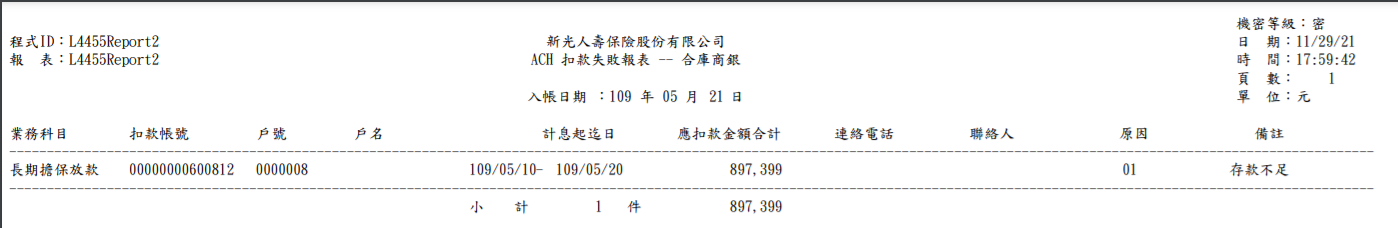 機密等級：密
程式ID：L4455Report2 新光人壽保險股份有限公司 日 期：11/29/21
報 表：L4455Report2 ACH 扣款失敗報表 -- 合庫商銀 時 間：17:59:42
頁 數： 1
入帳日期 ：109 年 05 月 21 日 單 位：元
業務科目 扣款帳號 戶號 戶名 計息起迄日 應扣款金額合計 連絡電話 聯絡人 原因 備註
長期擔保放款 00000000600812 0000008 109/05/10- 109/05/20 897,399 01 存款不足
小 計 1 件 897,399